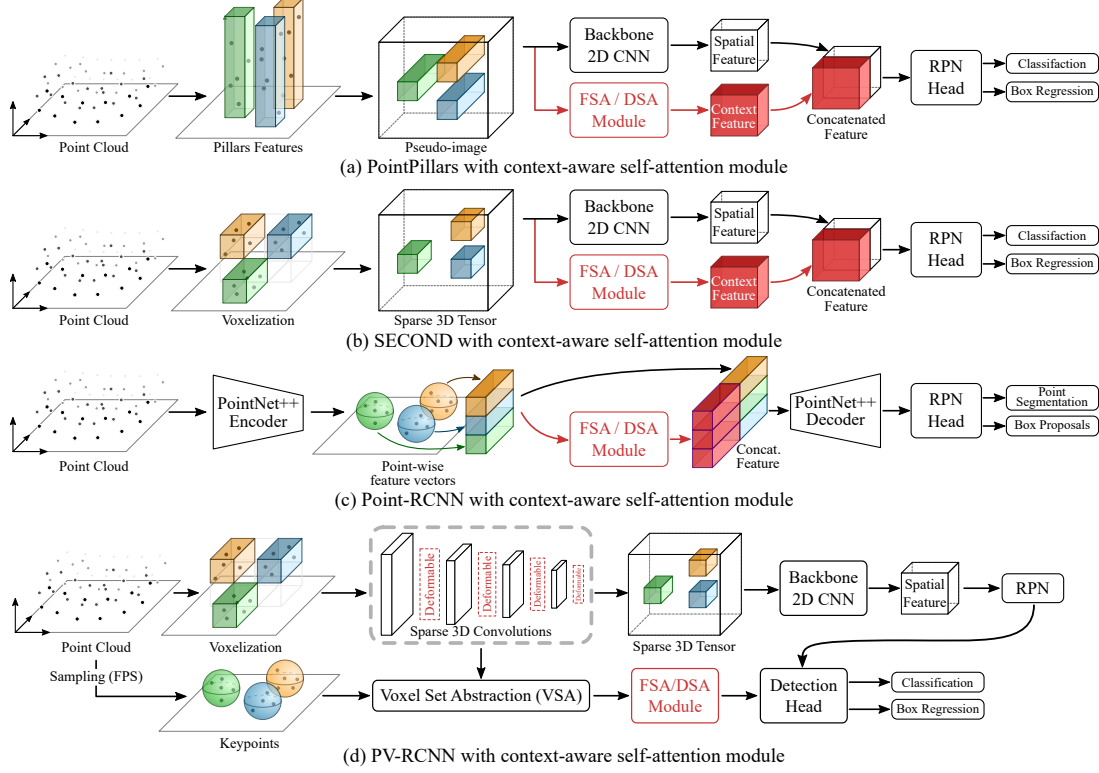 Point Cloud
Pillars Features
Pseudo-image
Backbone
2D CNN
FSA / DSA
Module
Spatial
Feature
Context
Feature
Concatenated
Feature
RPN
Head
Classifaction
Box Regression
(a) PointPillars with context-aware self-attention module
Point Cloud
Voxelization
Sparse 3D Tensor
Backbone
2D CNN
FSA / DSA
Module
Spatial
Feature
Context
Feature
Concatenated
Feature
RPN
Head
Classifaction
Box Regression
(b) SECOND with context-aware self-attention module
Point Cloud
PointNet++
Encoder
Point-wise
feature vectors
FSA / DSA
Module
Concat.
Feature
PointNet++
Decoder
RPN
Head
Point
Segmentation
Box Proposals
(c) Point-RCNN with context-aware self-attention module
Point Cloud
Voxelization
Deformable
Deformable
Deformable
Deformable
Sparse 3D Convolutions
Sparse 3D Tensor
Backbone
2D CNN
Spatial
Feature
RPN
Sampling (FPS)
Keypoints
Voxel Set Abstraction (VSA)
FSA/DSA
Module
Detection
Head
Classification
Box Regression
(d) PV-RCNN with context-aware self-attention module